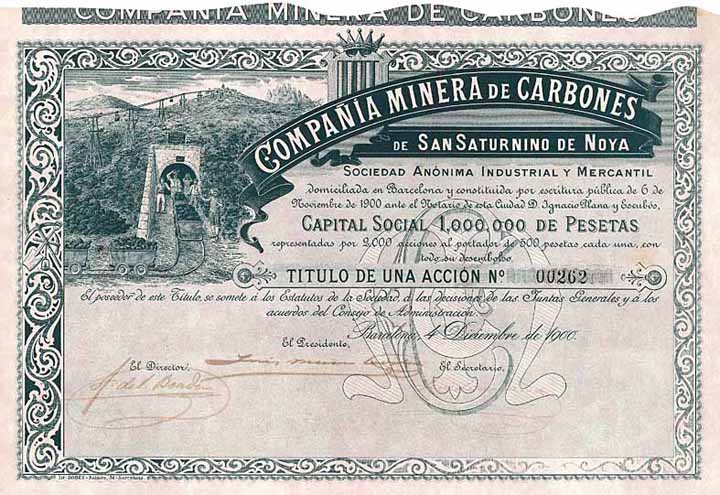 COMPAÑIA MINERA DE CARBONES
COMPAÑÍA MINERA DE CARBONES
DE SAN SATURNINO DE NOYA
SOCIEDAD ANÓNIMA INDUSTRIAL Y MERCANTIL
domiciliada en Barcelona y constituida por escritura pública de 6 de
Noviembre de 1900 ante el Notario de esta Ciudad D. Ignacio Plana y Escubós,
CAPITAL SOCIAL 1,000,000 DE PESETAS
representadas por 2,000 acciones al portador de 500 pesetas cada una, con
todo su desembolso.
TITULO DE UNA ACCIÓN Nº 00262
El poseedor de este Título, se somete á los Estatutos de la Sociedad, á las decisiones de las Juntas Generales y á los
acuerdos del Consejo de Administración.
Barcelona, 4 Diciembre de 1900.
El Presidente,
El Director,
El Secretario,